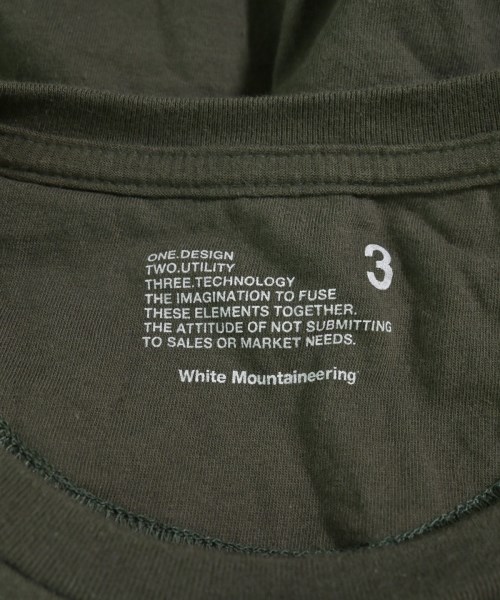 ONE.DESIGN
TWO.UTILITY
THREE.TECHNOLOGY
THE IMAGINATION TO FUSE
THESE ELEMENTS TOGETHER.
THE ATTITUDE OF NOT SUBMITTING
TO SALES OR MARKET NEEDS.
3
White Mountaineering